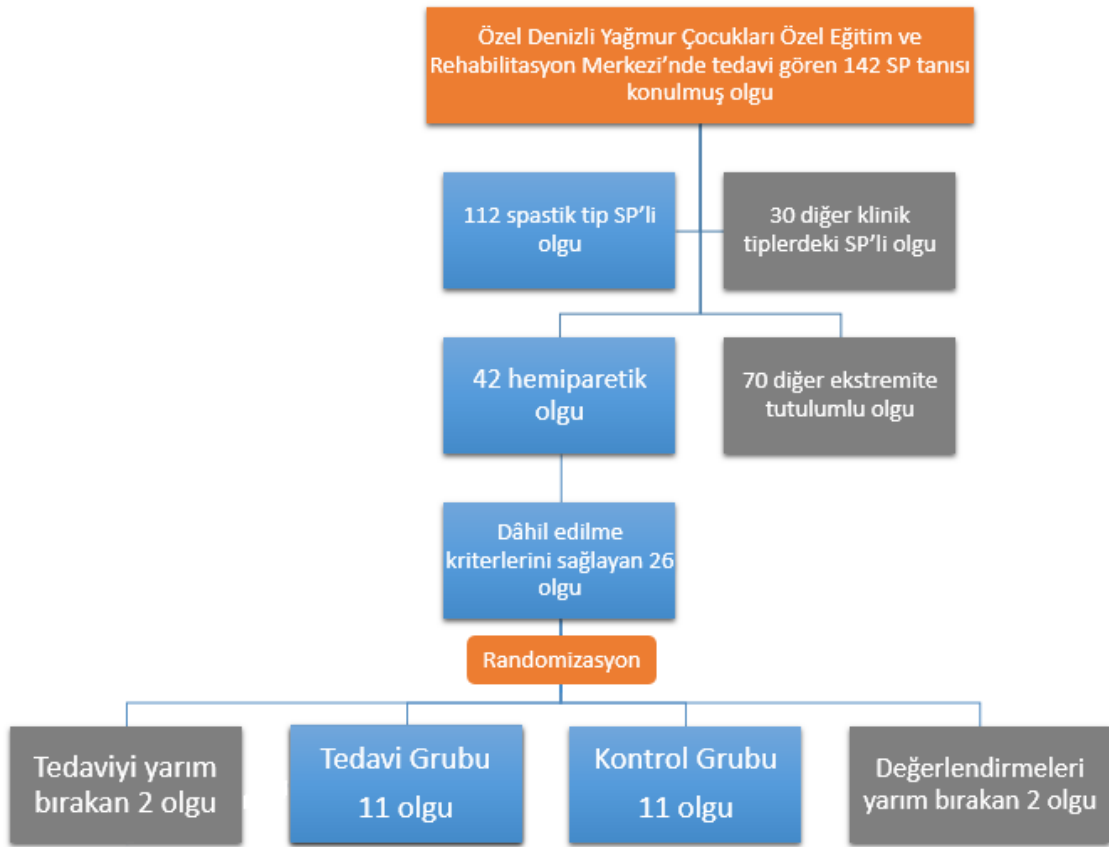 Özel Denizli Yağmur Çocukları Özel Eğitim ve
Rehabilitasyon Merkezi’nde tedavi gören 142 SP tanısı
konulmuş olgu
112 spastik tip SP’li
olgu
30 diğer klinik
tiplerdeki SP’li olgu
42 hemiparetik
olgu
70 diğer ekstremite
tutulumlu olgu
Dâhil edilme
kriterlerini sağlayan 26
olgu
Randomizasyon
Tedaviyi yarım
bırakan 2 olgu
Tedavi Grubu
11 olgu
Kontrol Grubu
11 olgu
Değerlendirmeleri
yarım bırakan 2 olgu